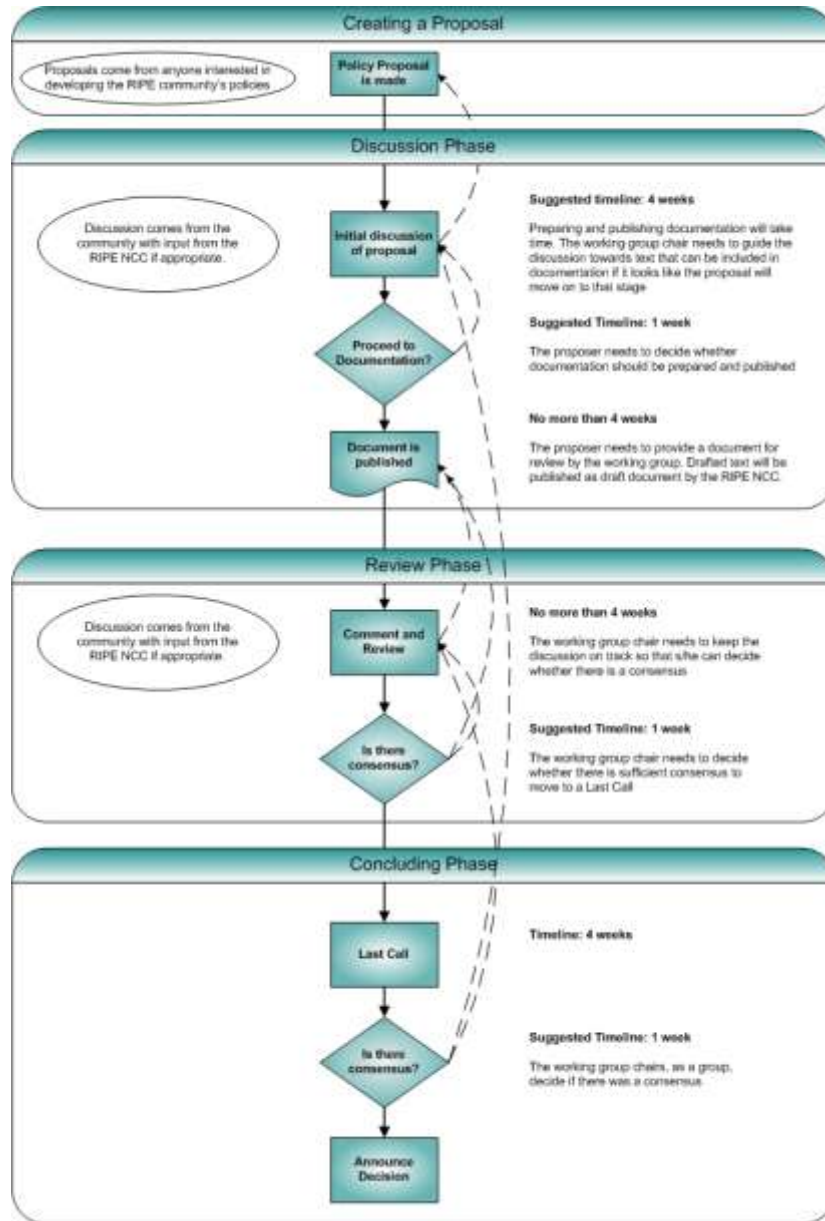 Creating a Proposal
Proposals come from anyone interested in
developing the RIPE community's policies
Policy Proposal
is made
Discussion Phase
Discussion comes from the
community with input from the
RIPE NCC if appropriate.
Initial discussion
of proposal
Suggested timeline: 4 weeks
Preparing and publishing documentation will take
time. The working group chair needs to guide the
discussion towards text that can be included in
documentation if it looks like the proposal will
move on to that stage
Proceed to
Documentation?
Suggested Timeline: 1 week
The proposer needs to decide whether
documentation should be prepared and published
Document is
published
No more than 4 weeks
The proposer needs to provide a document for
review by the working group. Drafted text will be
published as draft document by the RIPE NCC.
Review Phase
Discussion comes from the
community with input from the
RIPE NCC if appropriate.
Comment and
Review
No more than 4 weeks
The working group chair needs to keep the
discussion on track so that s/he can decide
whether there is a consensus
Is there
consensus?
Suggested Timeline: 1 week
The working group chair needs to decide
whether there is sufficient consensus to
move to a Last Call
Concluding Phase
Last Call
Timeline: 4 weeks
Is there
consensus?
Suggested Timeline: 1 week
The working group chairs, as a group,
decide if there was a consensus
Announce
Decision